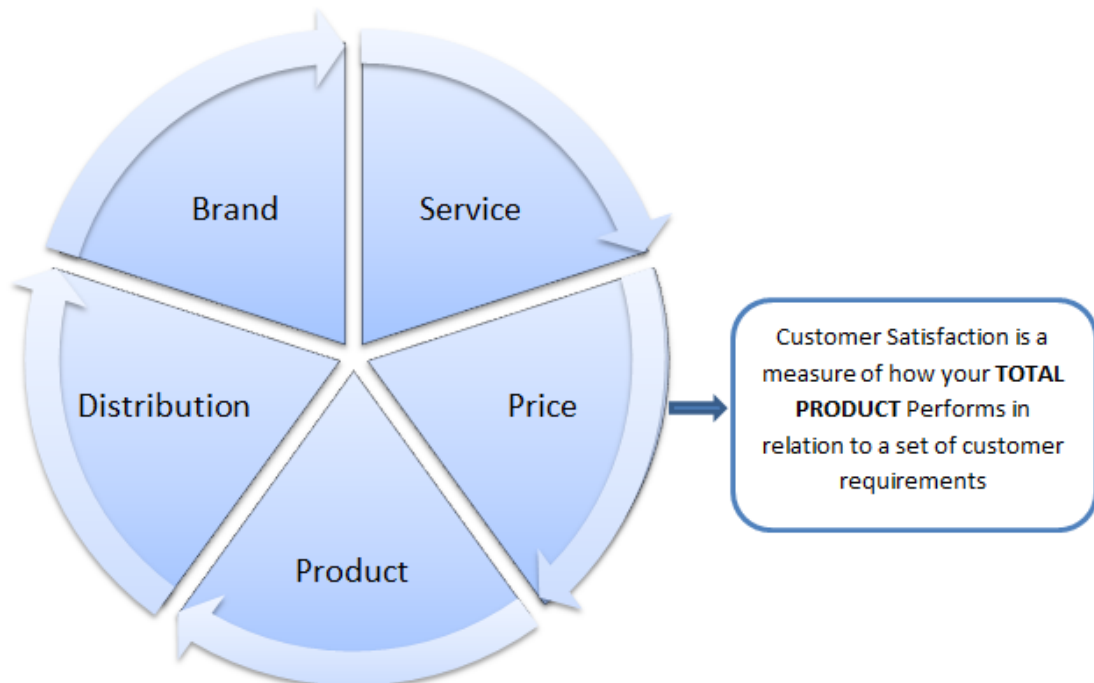 Brand
Service
Distribution
Price
Product
Customer Satisfaction is a
measure of how your TOTAL
PRODUCT Performs in
relation to a set of customer
requirements